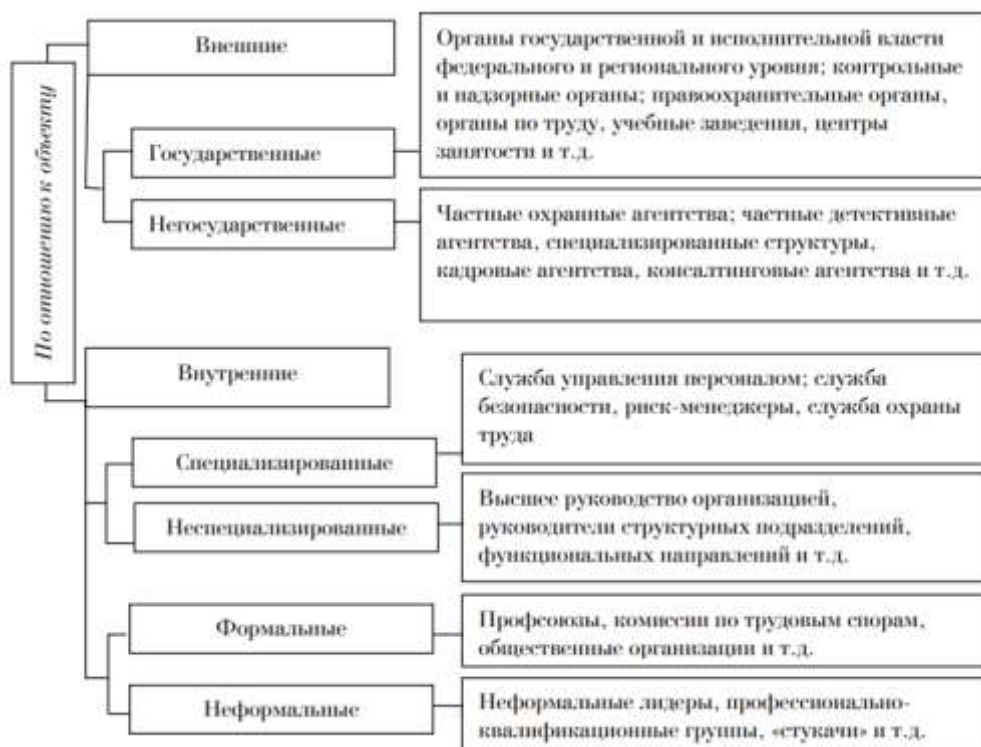 По отношению к объекту
Внешние
Органы государственной и исполнительной власти
федерального и регионального уровня; контрольные
и надзорные органы; правоохранительные органы,
органы по труду, учебные заведения, центры
занятости и т.д.
Государственные
Негосударственные
Частные охранные агентства; частные детективные
агентства, специализированные структуры,
кадровые агентства, консалтинговые агентства и т.д.
Внутренние
Служба управления персоналом; служба
безопасности, риск-менеджеры, служба охраны
труда
Специализированные
Неспециализированные
Высшее руководство организацией,
руководители структурных подразделений,
функциональных направлений и т.д.
Формальные
Профсоюзы, комиссии по трудовым спорам,
общественные организации и т.д.
Неформальные
Неформальные лидеры, профессионально-
квалификационные группы, «стукачи» и т.д.